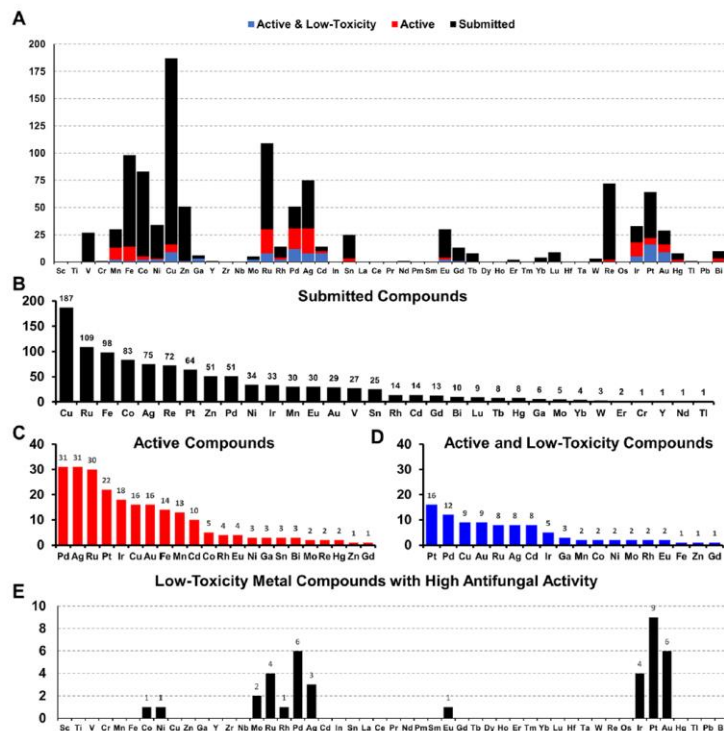 A
Active & Low-Toxicity Active Submitted
200
175
150
125
100
75
50
25
0
Sc Ti V Cr Mn Fe Co Ni Cu Zn Ga Y Zr Nb Mo Ru Rh Pd Ag Cd In Sn La Ce Pr Nd Pm Sm Eu Gd Tb Dy Ho Er Tm Yb Lu Hf Ta W Re Os Ir Pt Au Hg Tl Pb Bi
B
Submitted Compounds
200
150
100
50
0
187 109 98 83 75 72 64 51 51 34 33 30 30 29 27 25 14 14 13 10 9 8 8 6 5 4 3 2 1 1 1 1
Cu Ru Fe Co Ag Re Pt Zn Pd Ni Ir Mn Eu Au V Sn Rh Cd Gd Bi Lu Tb Hg Ga Mo Yb W Er Cr Y Nd Tl
C
Active Compounds
40
30
20
10
0
31 31 30 22 18 16 16 14 13 10 5 4 4 3 3 3 3 2 2 2 1 1
Pd Ag Ru Pt Ir Cu Au Fe Mn Cd Co Rh Eu Ni Ga Sn Bi Mo Re Hg Zn Gd
D
Active and Low-Toxicity Compounds
40
30
20
10
0
16 12 9 9 8 8 8 5 3 2 2 2 2 2 2 1 1 1
Pt Pd Cu Au Ru Ag Cd Ir Ga Mn Co Ni Mo Rh Eu Fe Zn Gd
E
Low-Toxicity Metal Compounds with High Antifungal Activity
10
8
6
4
2
0
1 1 2 4 1 6 3 1 4 9 6
Sc Ti V Cr Mn Fe Co Ni Cu Zn Ga Y Zr Nb Mo Ru Rh Pd Ag Cd In Sn La Ce Pr Nd Pm Sm Eu Gd Tb Dy Ho Er Tm Yb Lu Hf Ta W Re Os Ir Pt Au Hg Tl Pb B